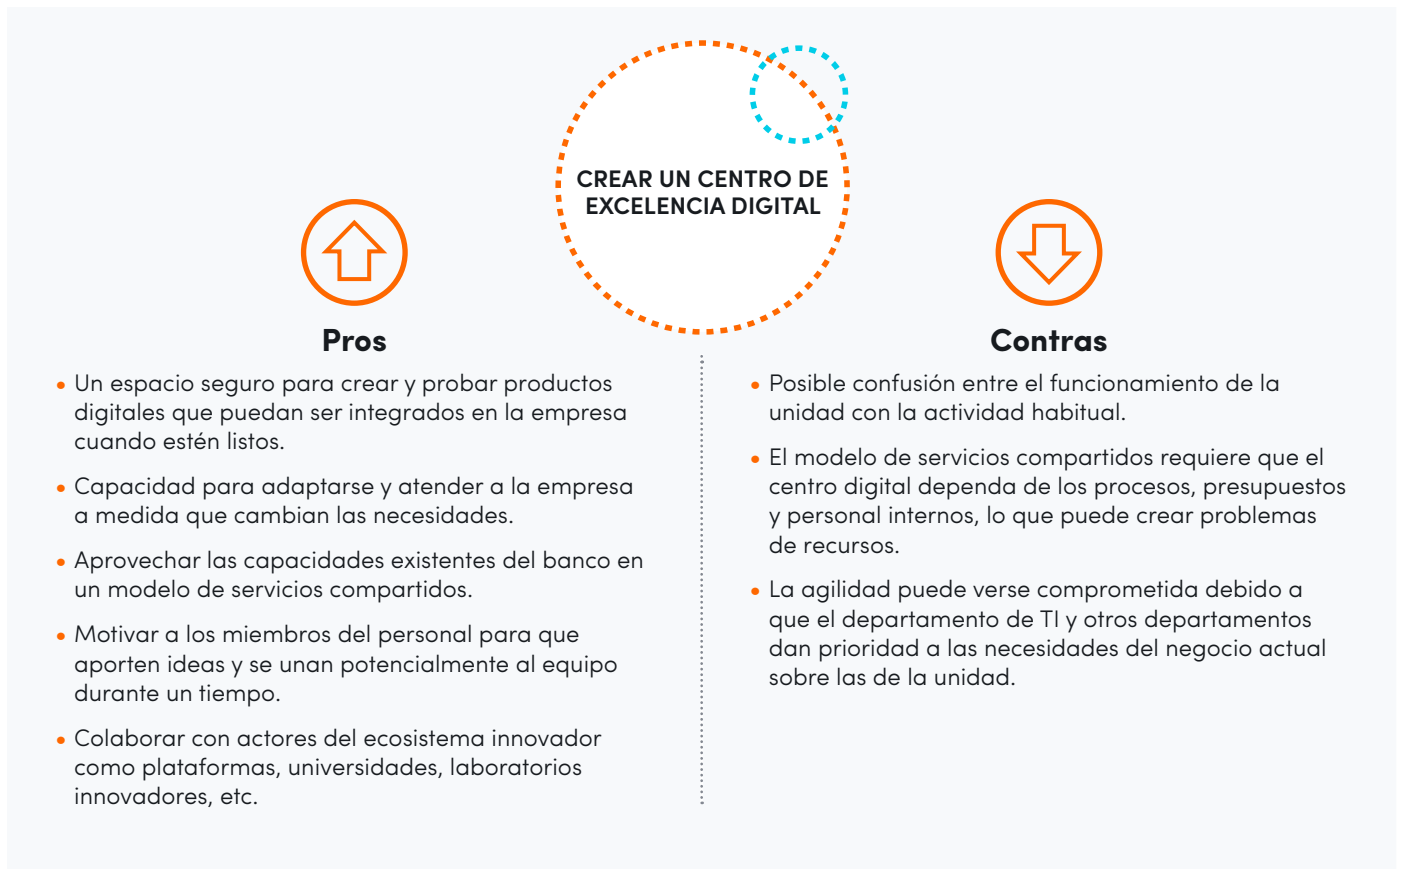 CREAR UN CENTRO DE
EXCELENCIA DIGITAL
Pros
• Un espacio seguro para crear y probar productos
digitales que puedan ser integrados en la empresa
cuando estén listos.
• Capacidad para adaptarse y atender a la empresa
a medida que cambian las necesidades.
• Aprovechar las capacidades existentes del banco en
un modelo de servicios compartidos.
• Motivar a los miembros del personal para que
aporten ideas y se unan potencialmente al equipo
durante un tiempo.
• Colaborar con actores del ecosistema innovador
como plataformas, universidades, laboratorios
innovadores, etc.
Contras
• Posible confusión entre el funcionamiento de la
unidad con la actividad habitual.
• El modelo de servicios compartidos requiere que el
centro digital dependa de los procesos, presupuestos
y personal internos, lo que puede crear problemas
de recursos.
• La agilidad puede verse comprometida debido a
que el departamento de TI y otros departamentos
dan prioridad a las necesidades del negocio actual
sobre las de la unidad.